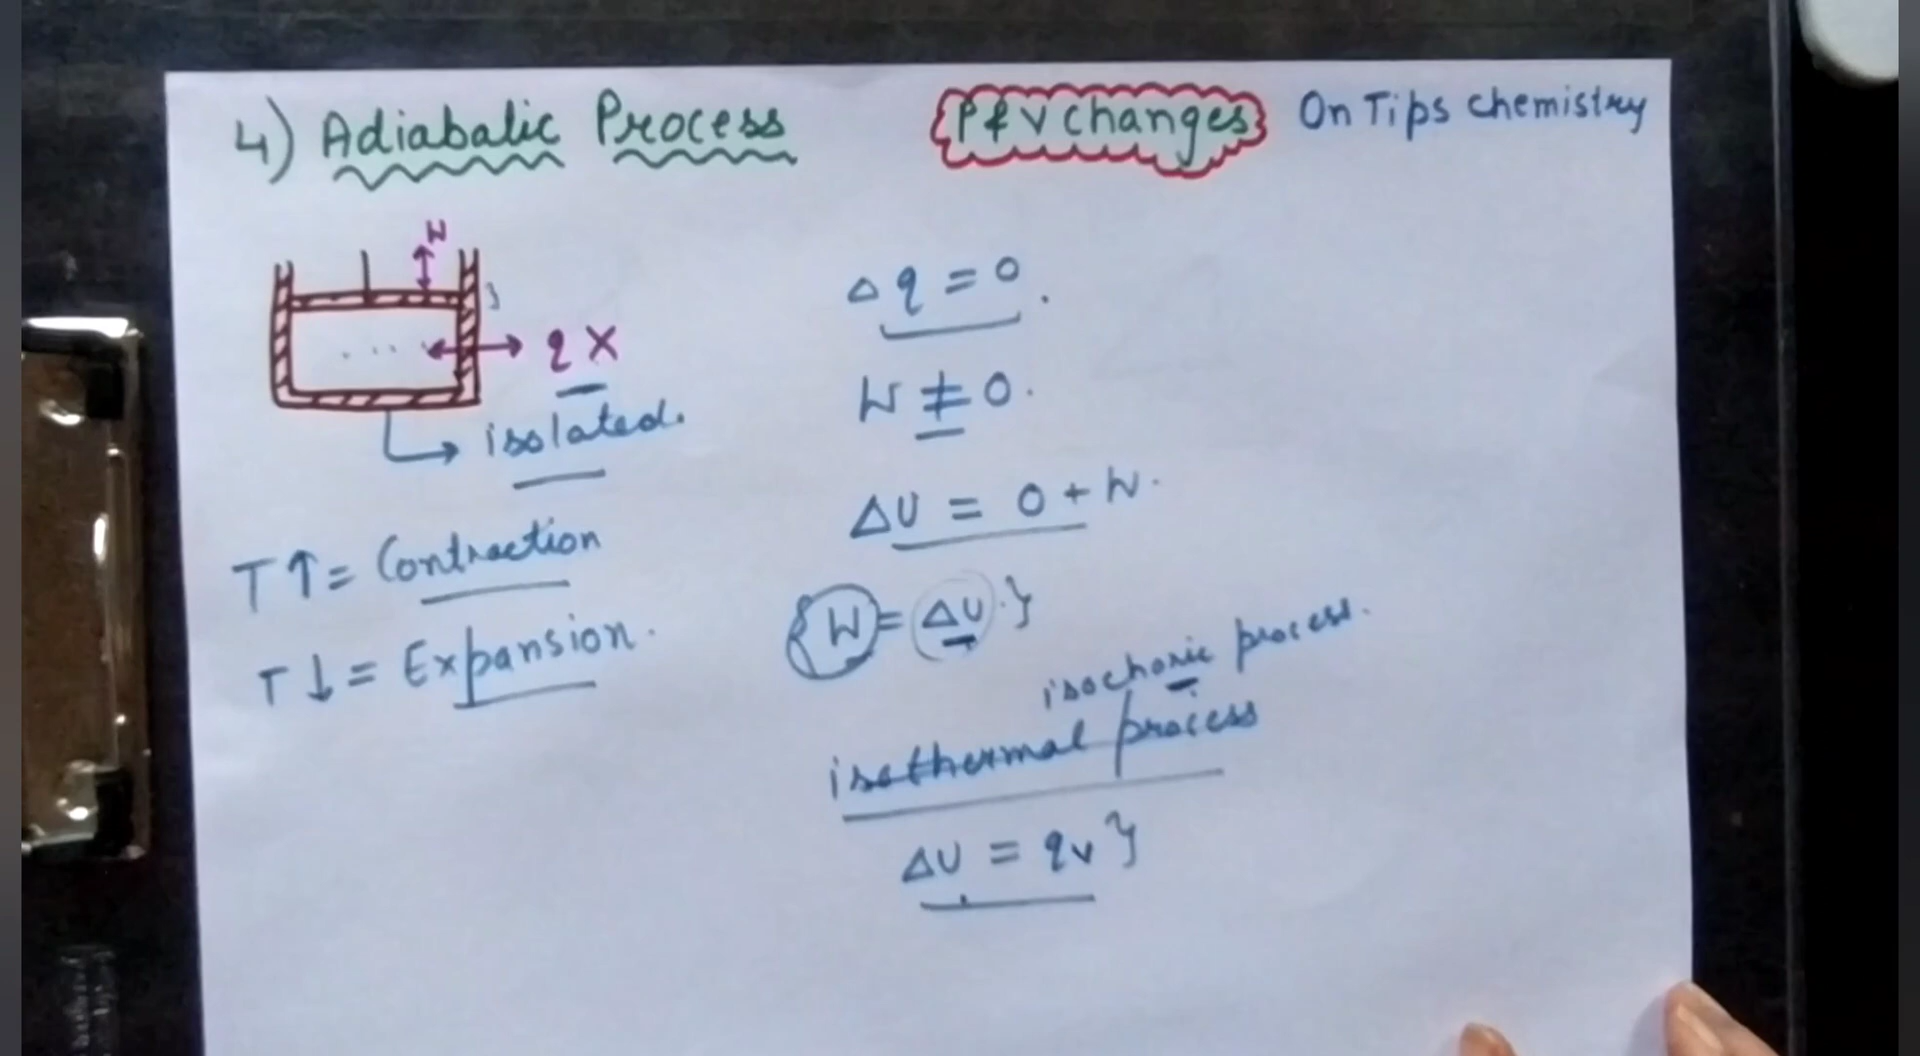 4) Adiabatic Process
P & V changes
On Tips chemistry
W
q X
isolated.
T ↑ = Contraction
T ↓ = Expansion.
Δq = 0.
W ≠ 0.
ΔU = 0 + W.
{W = ΔU.}
isochoric process.
isothermal process
ΔU = qv}